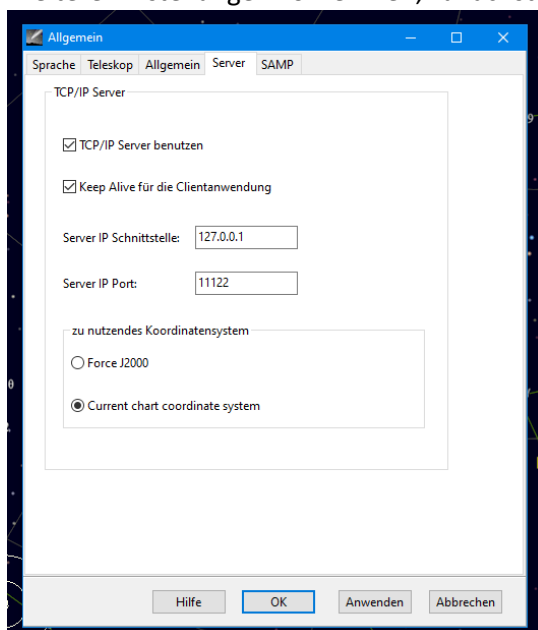 Allgemein
Sprache Teleskop Allgemein Server SAMP
TCP/IP Server
TCP/IP Server benutzen
Keep Alive für die Clientanwendung
Server IP Schnittstelle: 127.0.0.1
Server IP Port: 11122
zu nutzendes Koordinatensystem
Force J2000
Current chart coordinate system
Hilfe OK Anwenden Abbrechen